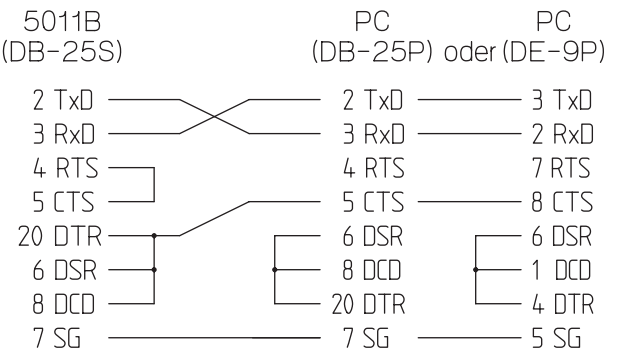 5011B PC PC
(DB-25S) (DB-25P) oder (DE-9P)
2 TxD 2 TxD 3 TxD
3 RxD 3 RxD 2 RxD
4 RTS 4 RTS 7 RTS
5 CTS 5 CTS 8 CTS
20 DTR 6 DSR 6 DSR
6 DSR 8 DCD 1 DCD
8 DCD 20 DTR 4 DTR
7 SG 7 SG 5 SG